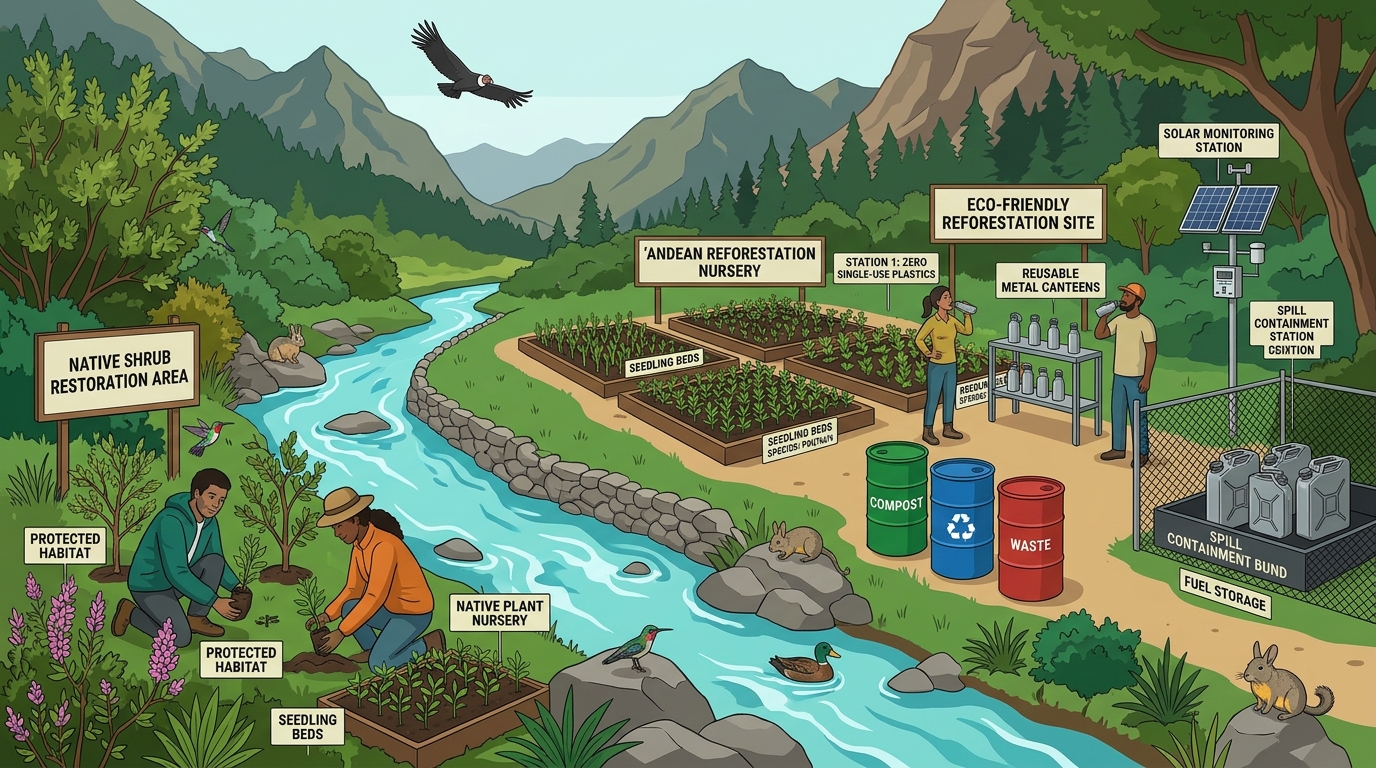 SOLAR MONITORING
STATION
ECO-FRIENDLY
REFORESTATION SITE
'ANDEAN REFORESTATION
NURSERY
STATION 1: ZERO
SINGLE-USE PLASTICS
REUSABLE
METAL CANTEENS
SPILL
CONTAINMENT
STATION
NATIVE SHRUB
RESTORATION AREA
SEEDLING BEDS
SEEDLING BEDS
COMPOST
WASTE
SPILL
CONTAINMENT BUND
FUEL STORAGE
PROTECTED
HABITAT
NATIVE PLANT
NURSERY
PROTECTED
HABITAT
SEEDLING
BEDS